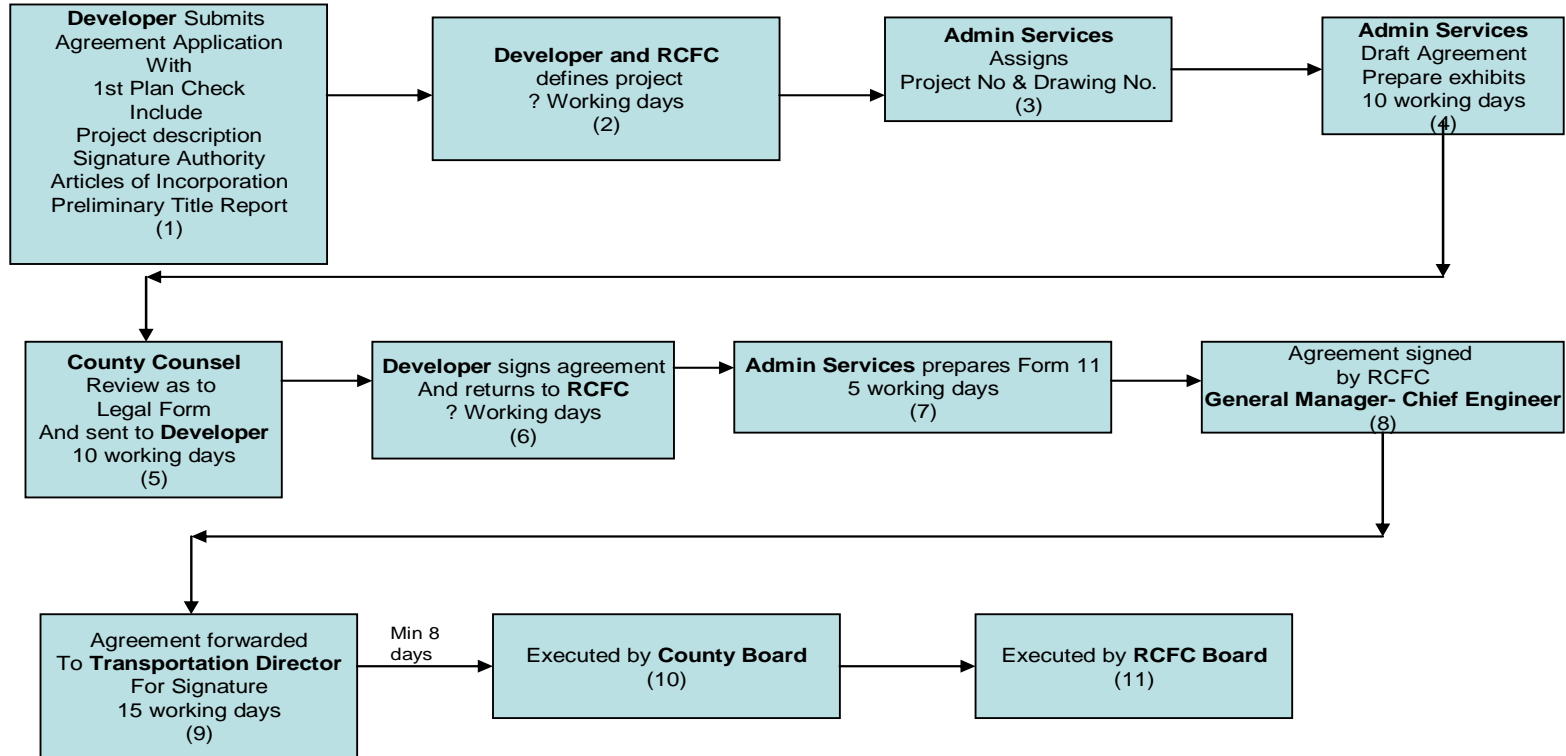 Developer Submits
Agreement Application
With
1st Plan Check
Include
Project description
Signature Authority
Articles of Incorporation
Preliminary Title Report
(1)
Developer and RCFC
defines project
? Working days
(2)
Admin Services
Assigns
Project No & Drawing No.
(3)
Admin Services
Draft Agreement
Prepare exhibits
10 working days
(4)
County Counsel
Review as to
Legal Form
And sent to Developer
10 working days
(5)
Developer signs agreement
And returns to RCFC
? Working days
(6)
Admin Services prepares Form 11
5 working days
(7)
Agreement signed
by RCFC
General Manager- Chief Engineer
(8)
Agreement forwarded
To Transportation Director
For Signature
15 working days
(9)
Min 8
days
Executed by County Board
(10)
Executed by RCFC Board
(11)